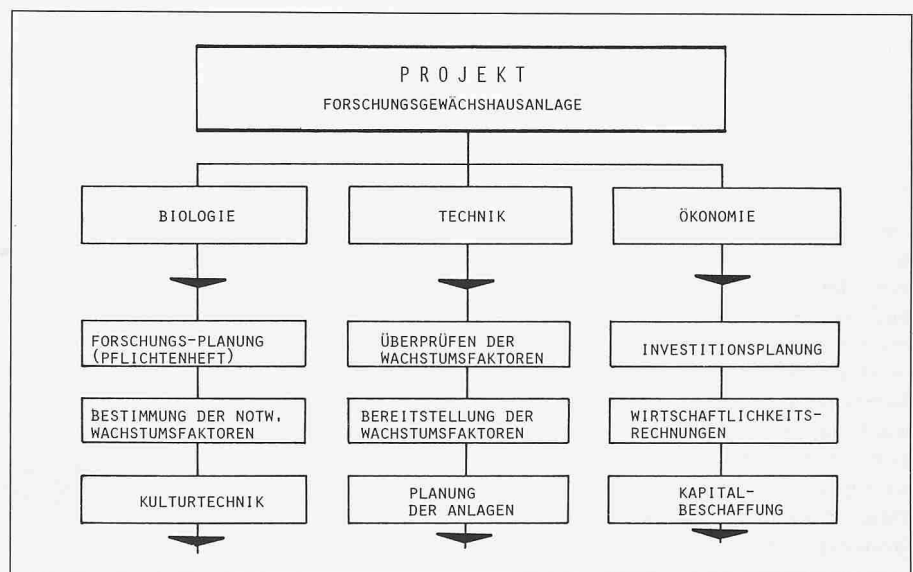 PROJEKT
FORSCHUNGSGEWÄCHSHAUSANLAGE
BIOLOGIE
TECHNIK
ÖKONOMIE
FORSCHUNGS-PLANUNG
(PFLICHTENHEFT)
ÜBERPRÜFEN DER
WACHSTUMSFAKTOREN
INVESTITIONSPLANUNG
BESTIMMUNG DER NOTW.
WACHSTUMSFAKTOREN
BEREITSTELLUNG DER
WACHSTUMSFAKTOREN
WIRTSCHAFTLICHKEITS-
RECHNUNGEN
KULTURTECHNIK
PLANUNG
DER ANLAGEN
KAPITAL-
BESCHAFFUNG